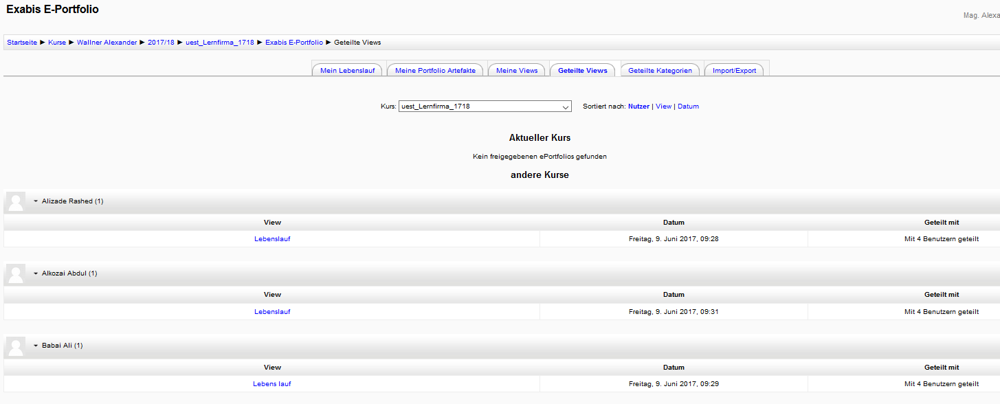 Exabis E-Portfolio
Mag. Alexa
Startseite ► Kurse ► Wallner Alexander ► 2017/18 ► uest_Lernfirma_1718 ► Exabis E-Portfolio ► Geteilte Views
Mein Lebenslauf Meine Portfolio Artefakte Meine Views Geteilte Views Geteilte Kategorien Import/Export
Kurs: uest_Lernfirma_1718 Sortiert nach: Nutzer | View | Datum
Aktueller Kurs
Kein freigegebenen ePortfolios gefunden
andere Kurse
Alizade Rashed (1)
View Datum Geteilt mit
Lebenslauf Freitag, 9. Juni 2017, 09:28 Mit 4 Benutzern geteilt
Alkozai Abdul (1)
View Datum Geteilt mit
Lebenslauf Freitag, 9. Juni 2017, 09:31 Mit 4 Benutzern geteilt
Babai Ali (1)
View Datum Geteilt mit
Lebens lauf Freitag, 9. Juni 2017, 09:29 Mit 4 Benutzern geteilt